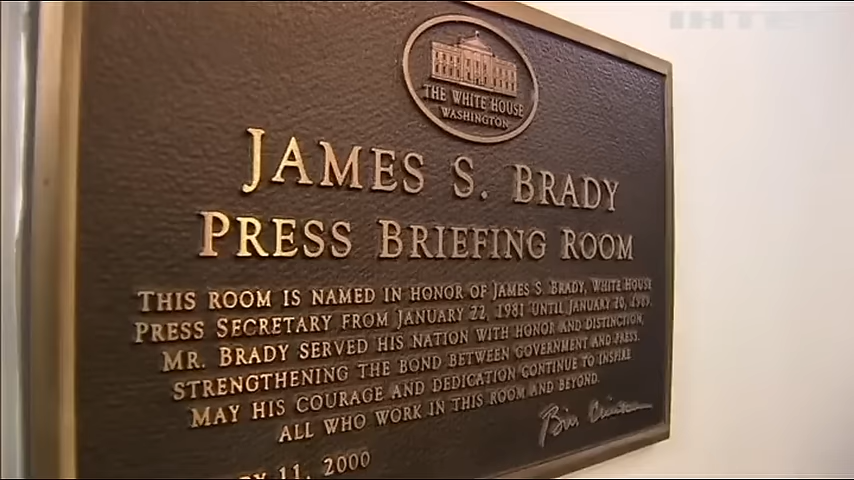 ІНТЕР
THE WHITE HOUSE
WASHINGTON
JAMES S. BRADY
PRESS BRIEFING ROOM
THIS ROOM IS NAMED IN HONOR OF JAMES S. BRADY, WHITE HOUSE
PRESS SECRETARY FROM JANUARY 22, 1981 UNTIL JANUARY 20, 1989.
MR. BRADY SERVED HIS NATION WITH HONOR AND DISTINCTION,
STRENGTHENING THE BOND BETWEEN GOVERNMENT AND PRESS.
MAY HIS COURAGE AND DEDICATION CONTINUE TO INSPIRE
ALL WHO WORK IN THIS ROOM AND BEYOND.
Bill Clinton
11, 2000